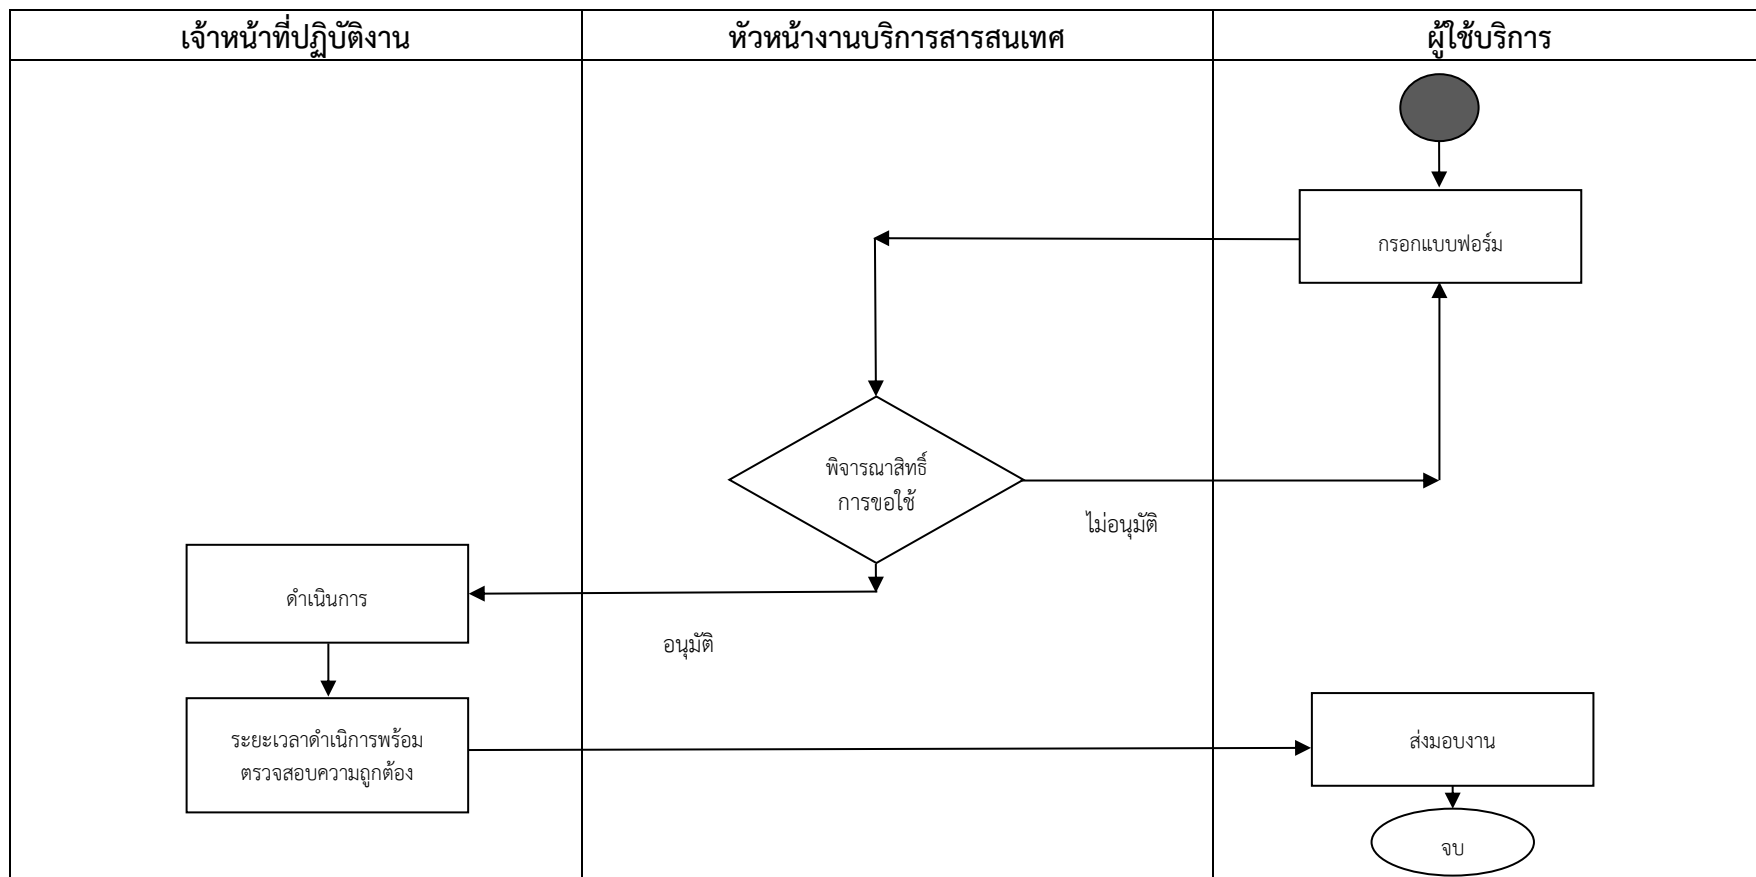 เจ้าหน้าที่ปฏิบัติงาน
หัวหน้างานบริการสารสนเทศ
ผู้ใช้บริการ
กรอกแบบฟอร์ม
พิจารณาสิทธิ์
การขอใช้
ไม่อนุมัติ
ดำเนินการ
อนุมัติ
ระยะเวลาดำเนิการพร้อม
ตรวจสอบความถูกต้อง
ส่งมอบงาน
จบ